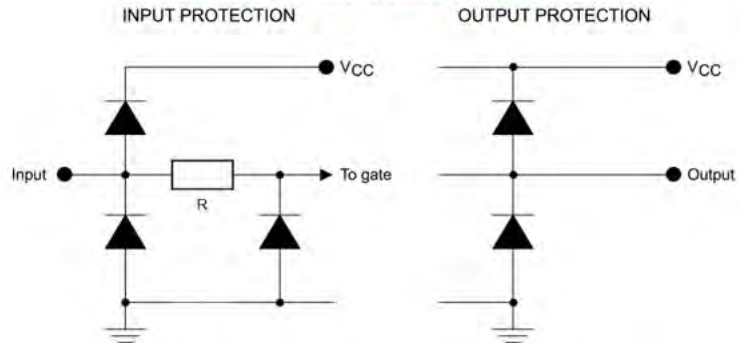 INPUT PROTECTION
OUTPUT PROTECTION
VCC
VCC
Input
To gate
Output
R